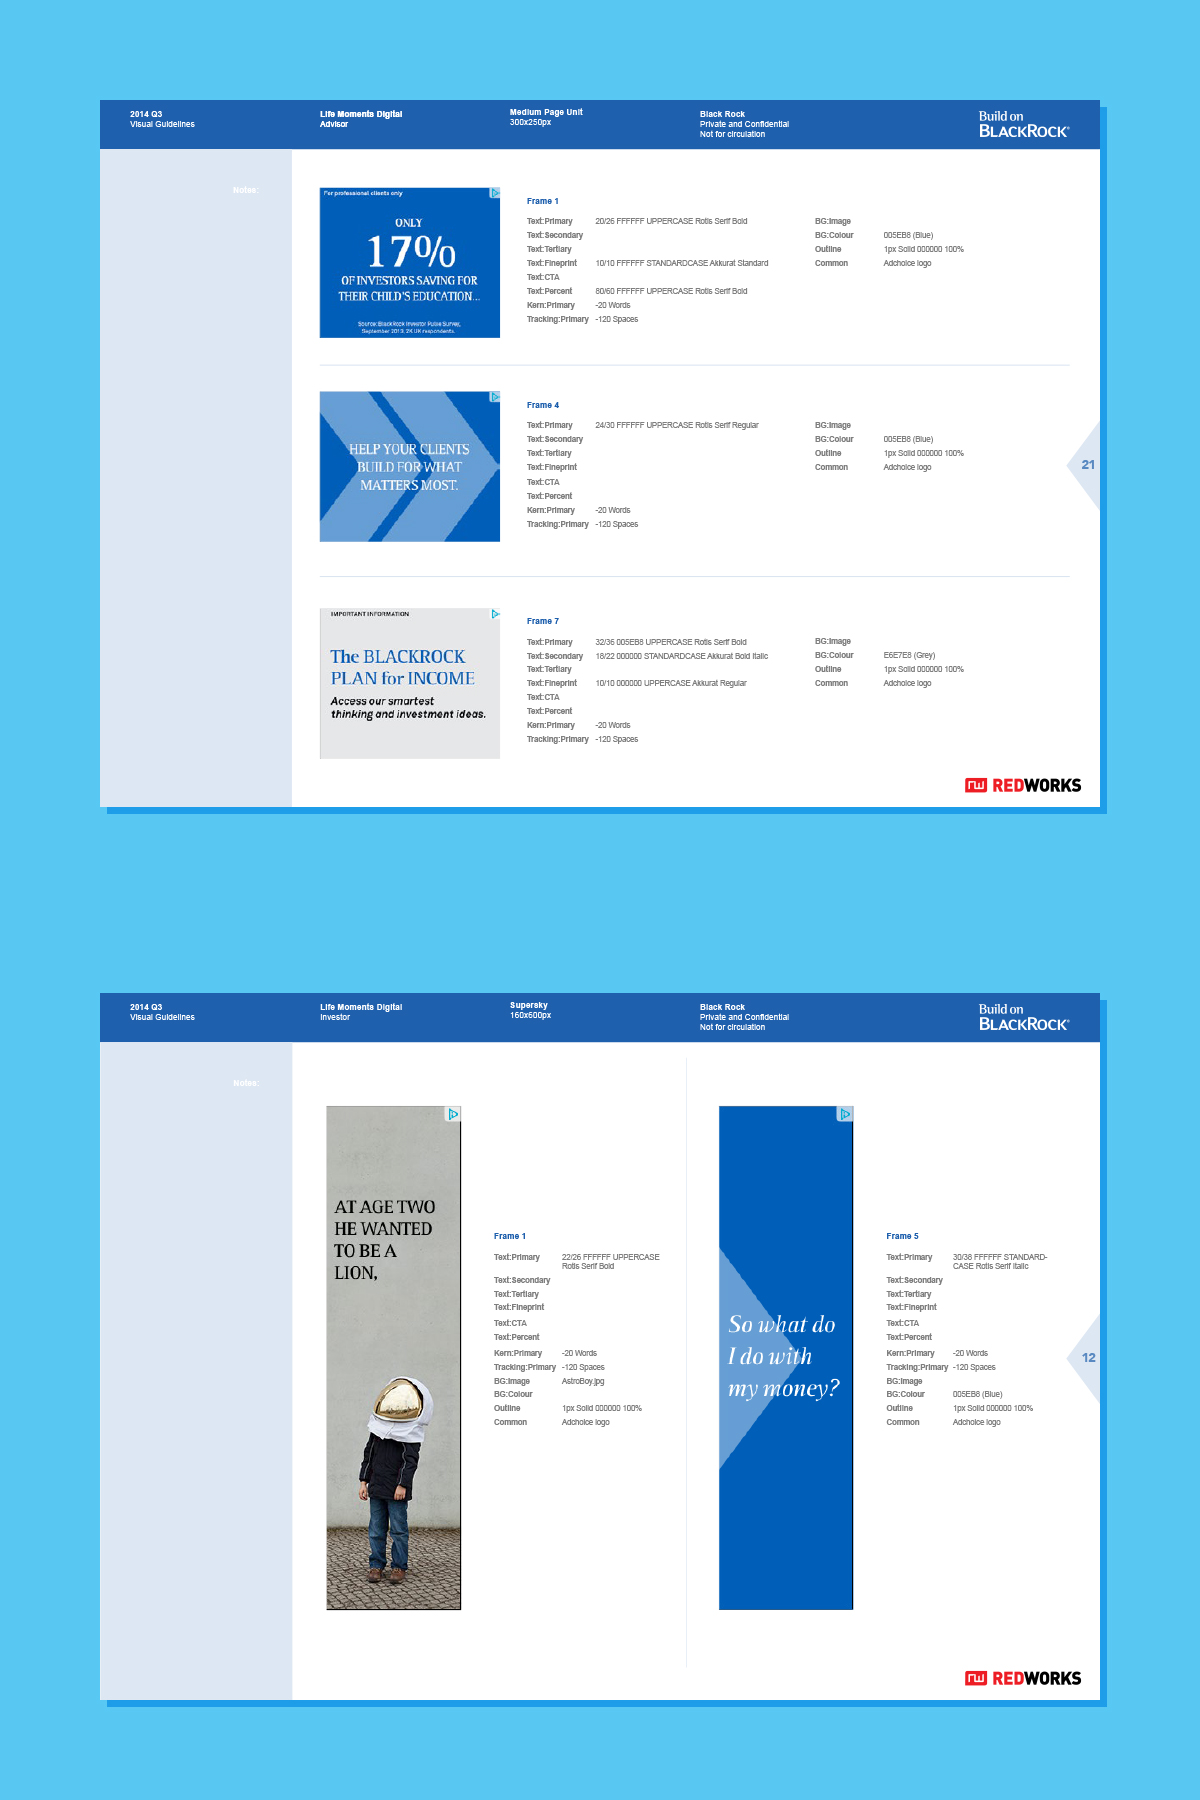 2014 Q3
Visual Guidelines
Life Moments Digital
Advisor
Medium Page Unit
300x250px
Black Rock
Private and Confidential
Not for circulation
Build on
BLACKROCK®
Notes:
For professional clients only
ONLY
17%
OF INVESTORS SAVING FOR
THEIR CHILD'S EDUCATION...
Source: BlackRock Investor Pulse Survey,
September 2013, 2K UK respondents.
Frame 1
Text:Primary 20/26 FFFFFF UPPERCASE Rotis Serif Bold
Text:Secondary
Text:Tertiary
Text:Fineprint 10/10 FFFFFF STANDARDCASE Akkurat Standard
Text:CTA
Text:Percent 80/60 FFFFFF UPPERCASE Rotis Serif Bold
Kern:Primary -20 Words
Tracking:Primary -120 Spaces
BG:Image
BG:Colour 005EB8 (Blue)
Outline 1px Solid 000000 100%
Common Adchoice logo
HELP YOUR CLIENTS
BUILD FOR WHAT
MATTERS MOST.
Frame 4
Text:Primary 24/30 FFFFFF UPPERCASE Rotis Serif Regular
Text:Secondary
Text:Tertiary
Text:Fineprint
Text:CTA
Text:Percent
Kern:Primary -20 Words
Tracking:Primary -120 Spaces
BG:Image
BG:Colour 005EB8 (Blue)
Outline 1px Solid 000000 100%
Common Adchoice logo
21
IMPORTANT INFORMATION
The BLACKROCK
PLAN for INCOME
Access our smartest
thinking and investment ideas.
Frame 7
Text:Primary 32/36 005EB8 UPPERCASE Rotis Serif Bold
Text:Secondary 18/22 000000 STANDARDCASE Akkurat Bold Italic
Text:Tertiary
Text:Fineprint 10/10 000000 UPPERCASE Akkurat Regular
Text:CTA
Text:Percent
Kern:Primary -20 Words
Tracking:Primary -120 Spaces
BG:Image
BG:Colour E6E7E8 (Grey)
Outline 1px Solid 000000 100%
Common Adchoice logo
REDWORKS
2014 Q3
Visual Guidelines
Life Moments Digital
Investor
Supersky
160x600px
Black Rock
Private and Confidential
Not for circulation
Build on
BLACKROCK®
Notes:
AT AGE TWO
HE WANTED
TO BE A
LION,
Frame 1
Text:Primary 22/26 FFFFFF UPPERCASE
Rotis Serif Bold
Text:Secondary
Text:Tertiary
Text:Fineprint
Text:CTA
Text:Percent
Kern:Primary -20 Words
Tracking:Primary -120 Spaces
BG:Image AstroBoy.jpg
BG:Colour
Outline 1px Solid 000000 100%
Common Adchoice logo
So what do
I do with
my money?
Frame 5
Text:Primary 30/38 FFFFFF STANDARD-
CASE Rotis Serif Italic
Text:Secondary
Text:Tertiary
Text:Fineprint
Text:CTA
Text:Percent
Kern:Primary -20 Words
Tracking:Primary -120 Spaces
BG:Image
BG:Colour 005EB8 (Blue)
Outline 1px Solid 000000 100%
Common Adchoice logo
12
REDWORKS